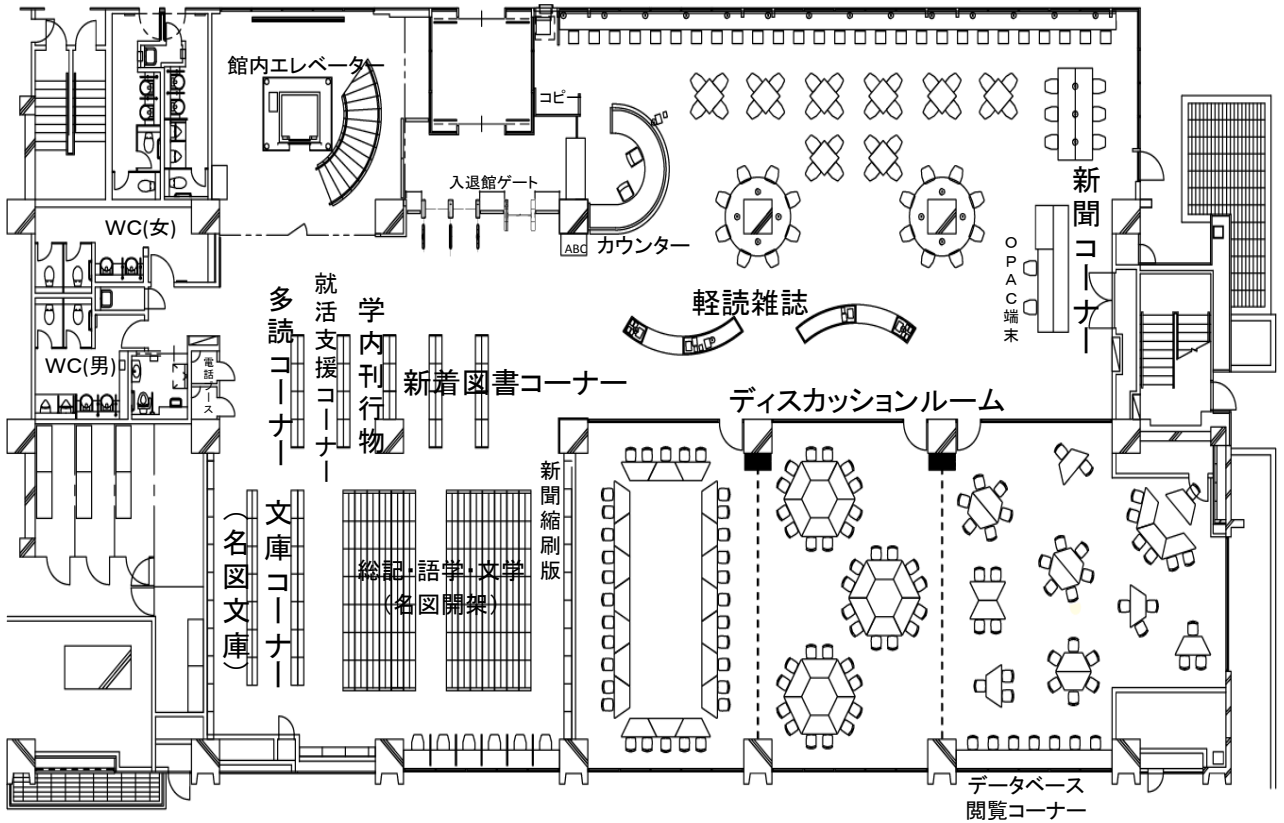 館内エレベーター
コピー
入退館ゲート
新聞コーナー
WC(女)
ABC
カウンター
OPAC端末
就活支援コーナー
多読コーナー
学内刊行物
軽読雑誌
WC(男)
電話ブース
新着図書コーナー
ディスカッションルーム
新聞縮刷版
文庫コーナー
(名図文庫)
総記・語学・文学
(名図開架)
データベース
閲覧コーナー